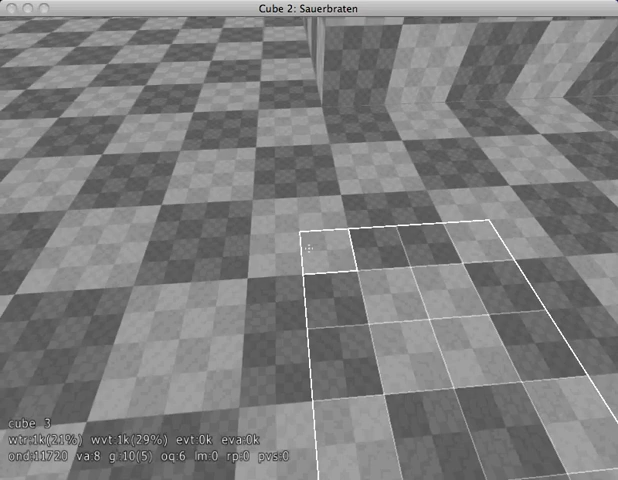 Cube 2: Sauerbraten
cube 3
wtr:1k(21%) wvt:1k(29%) evt:0k eva:0k
ond:11720 va:8 gl:10(5) oq:6 lm:0 rp:0 pvs:0